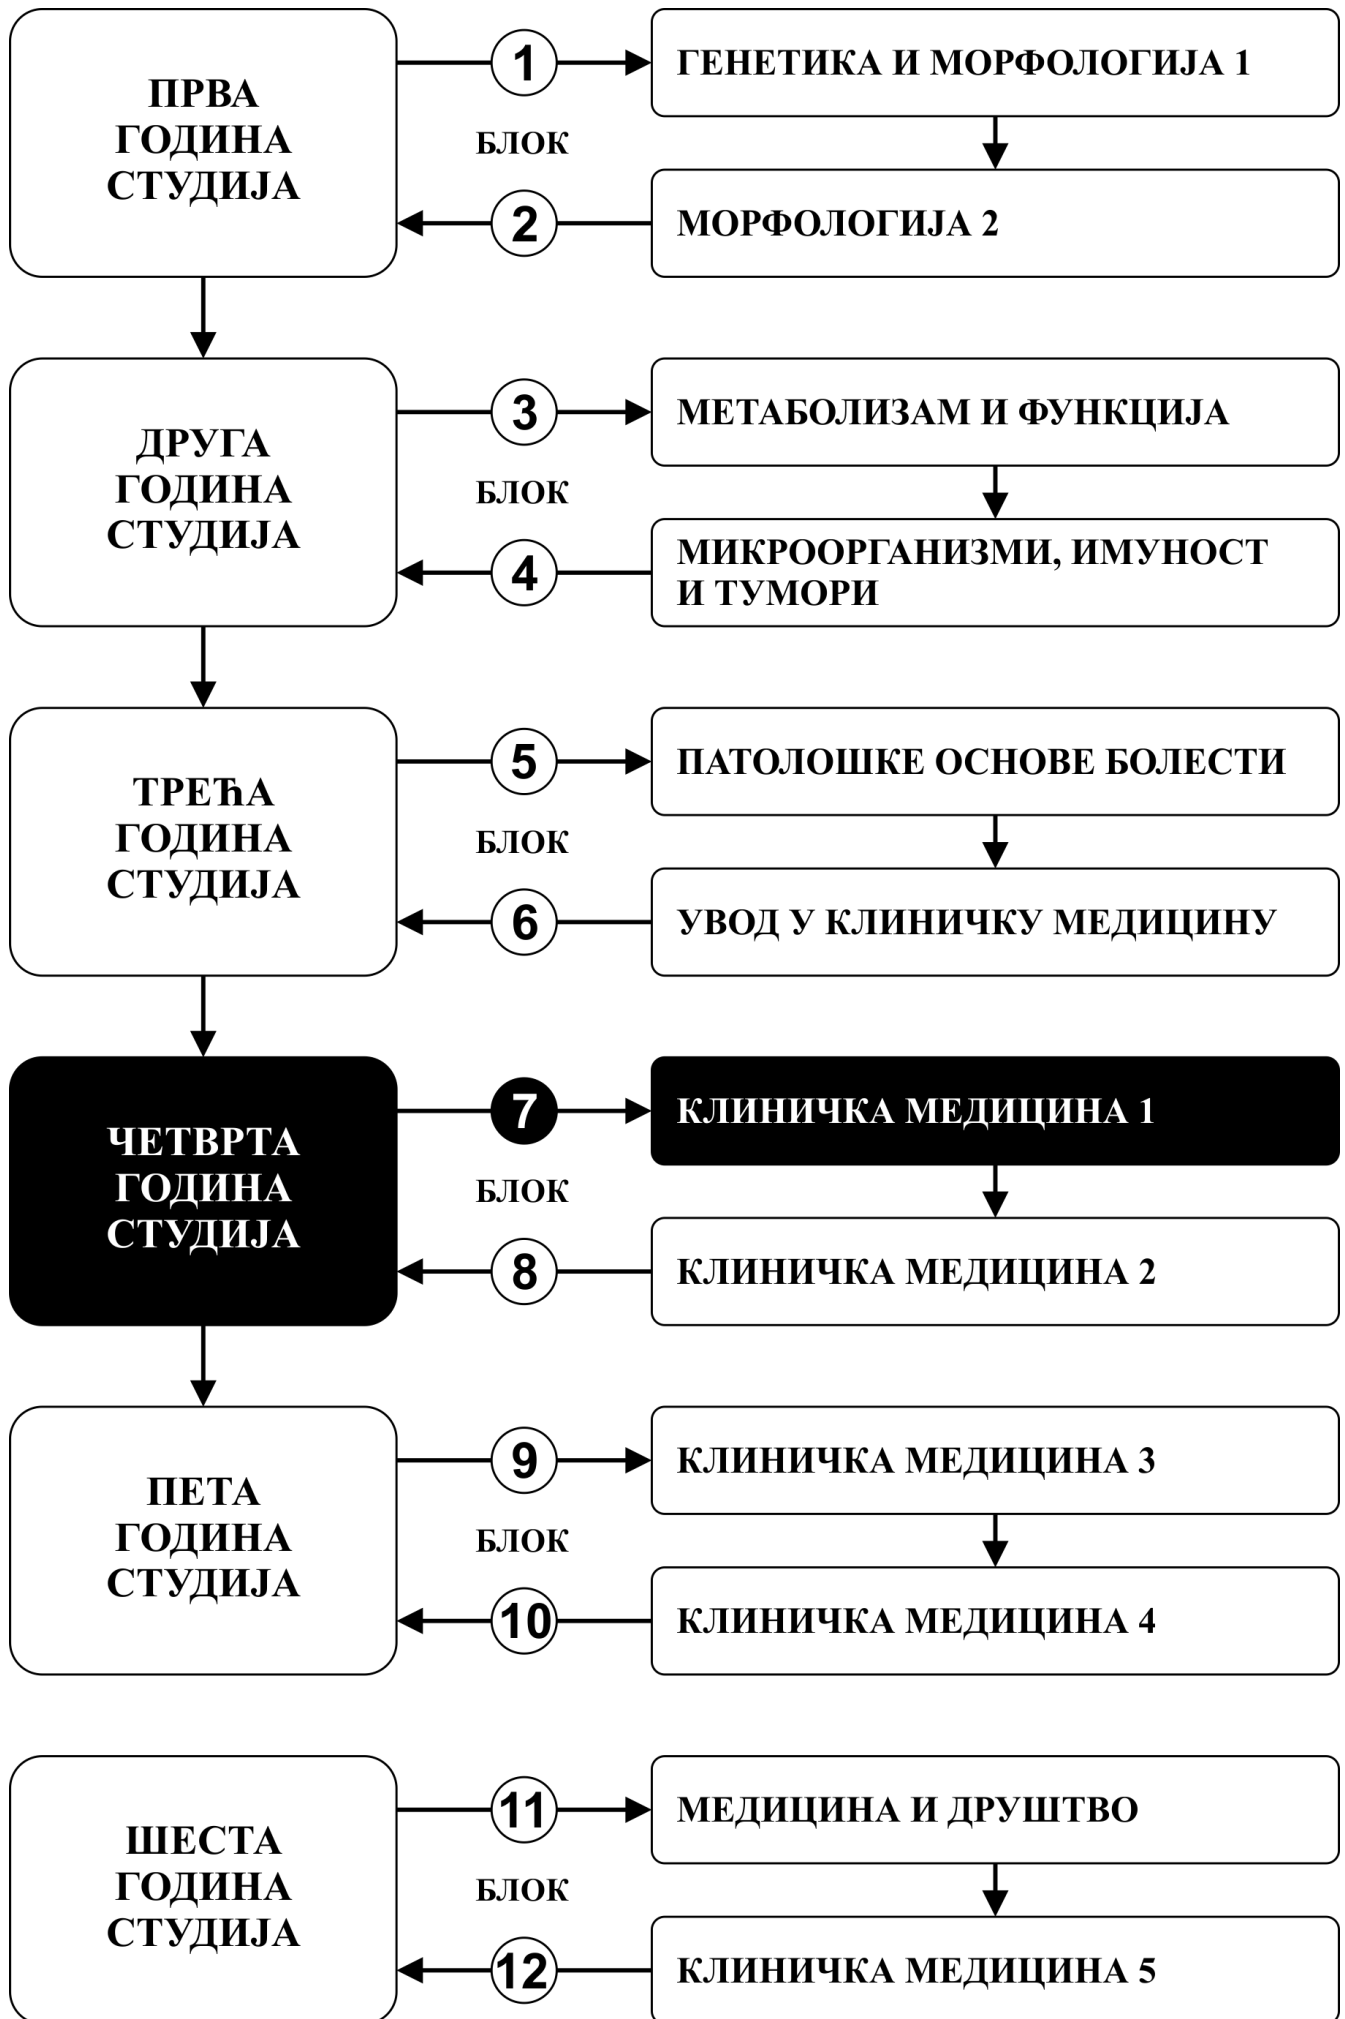 ПРВА
ГОДИНА
СТУДИЈА
1
БЛОК
2
ГЕНЕТИКА И МОРФОЛОГИЈА 1
МОРФОЛОГИЈА 2
ДРУГА
ГОДИНА
СТУДИЈА
3
БЛОК
4
МЕТАБОЛИЗАМ И ФУНКЦИЈА
МИКРООРГАНИЗМИ, ИМУНОСТ
И ТУМОРИ
ТРЕЋА
ГОДИНА
СТУДИЈА
5
БЛОК
6
ПАТОЛОШКЕ ОСНОВЕ БОЛЕСТИ
УВОД У КЛИНИЧКУ МЕДИЦИНУ
ЧЕТВРТА
ГОДИНА
СТУДИЈА
7
БЛОК
8
КЛИНИЧКА МЕДИЦИНА 1
КЛИНИЧКА МЕДИЦИНА 2
ПЕТА
ГОДИНА
СТУДИЈА
9
БЛОК
10
КЛИНИЧКА МЕДИЦИНА 3
КЛИНИЧКА МЕДИЦИНА 4
ШЕСТА
ГОДИНА
СТУДИЈА
11
БЛОК
12
МЕДИЦИНА И ДРУШТВО
КЛИНИЧКА МЕДИЦИНА 5